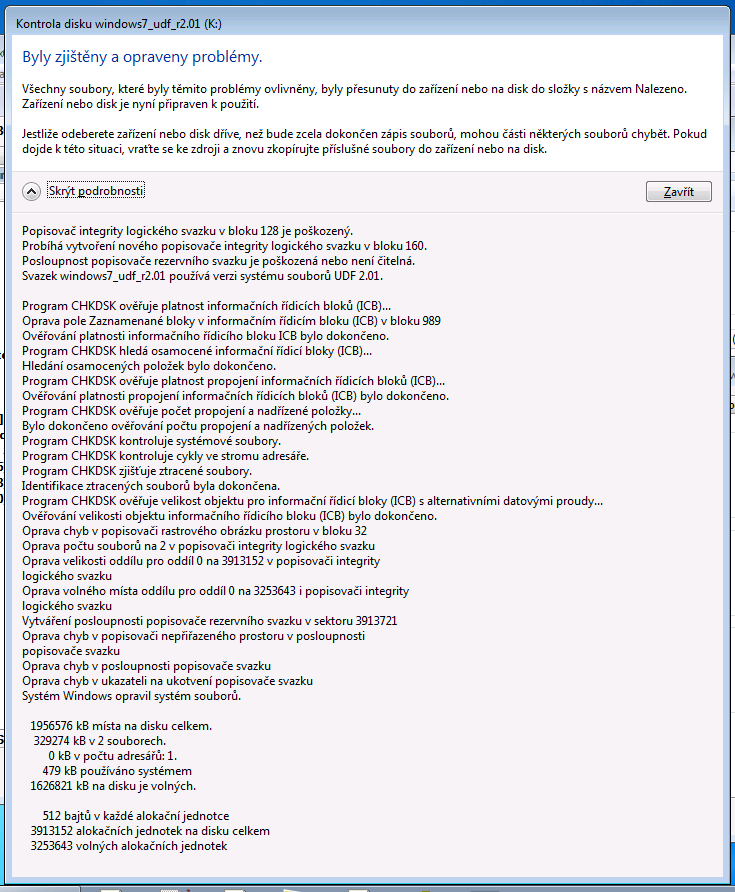 Kontrola disku windows7_udf_r2.01 (K:)
Byly zjištěny a opraveny problémy.
Všechny soubory, které byly těmito problémy ovlivněny, byly přesunuty do zařízení nebo na disk do složky s názvem Nalezeno.
Zařízení nebo disk je nyní připraven k použití.
Jestliže odeberete zařízení nebo disk dříve, než bude zcela dokončen zápis souborů, mohou části některých souborů chybět. Pokud
dojde k této situaci, vraťte se ke zdroji a znovu zkopírujte příslušné soubory do zařízení nebo na disk.
Skrýt podrobnosti
Zavřít
Popisovač integrity logického svazku v bloku 128 je poškozený.
Probíhá vytvoření nového popisovače integrity logického svazku v bloku 160.
Posloupnost popisovače rezervního svazku je poškozená nebo není čitelná.
Svazek windows7_udf_r2.01 používá verzi systému souborů UDF 2.01.
Program CHKDSK ověřuje platnost informačních řídicích bloků (ICB)...
Oprava pole Zaznamenané bloky v informačním řídicím bloku (ICB) v bloku 989
Ověřování platnosti informačního řídicího bloku ICB bylo dokončeno.
Program CHKDSK hledá osamocené informační řídicí bloky (ICB)...
Hledání osamocených položek bylo dokončeno.
Program CHKDSK ověřuje platnost propojení informačních řídicích bloků (ICB)...
Ověřování platnosti propojení informačních řídicích bloků (ICB) bylo dokončeno.
Program CHKDSK ověřuje počet propojení a nadřízené položky...
Bylo dokončeno ověřování počtu propojení a nadřízených položek.
Program CHKDSK kontroluje systémové soubory.
Program CHKDSK kontroluje cykly ve stromu adresáře.
Program CHKDSK zjišťuje ztracené soubory.
Identifikace ztracených souborů byla dokončena.
Program CHKDSK ověřuje velikost objektu pro informační řídicí bloky (ICB) s alternativními datovými proudy...
Ověřování velikosti objektu informačního řídicího bloku (ICB) bylo dokončeno.
Oprava chyb v popisovači rastrového obrázku prostoru v bloku 32
Oprava počtu souborů na 2 v popisovači integrity logického svazku
Oprava velikosti oddílu pro oddíl 0 na 3913152 v popisovači integrity
logického svazku
Oprava volného místa oddílu pro oddíl 0 na 3253643 i popisovači integrity
logického svazku
Vytváření posloupnosti popisovače rezervního svazku v sektoru 3913721
Oprava chyb v popisovači nepřiřazeného prostoru v posloupnosti
popisovače svazku
Oprava chyb v posloupnosti popisovače svazku
Oprava chyb v ukazateli na ukotvení popisovače svazku
Systém Windows opravil systém souborů.
1956576 kB místa na disku celkem.
329274 kB v 2 souborech.
0 kB v počtu adresářů: 1.
479 kB používáno systémem
1626821 kB na disku je volných.
512 bajtů v každé alokační jednotce
3913152 alokačních jednotek na disku celkem
3253643 volných alokačních jednotek